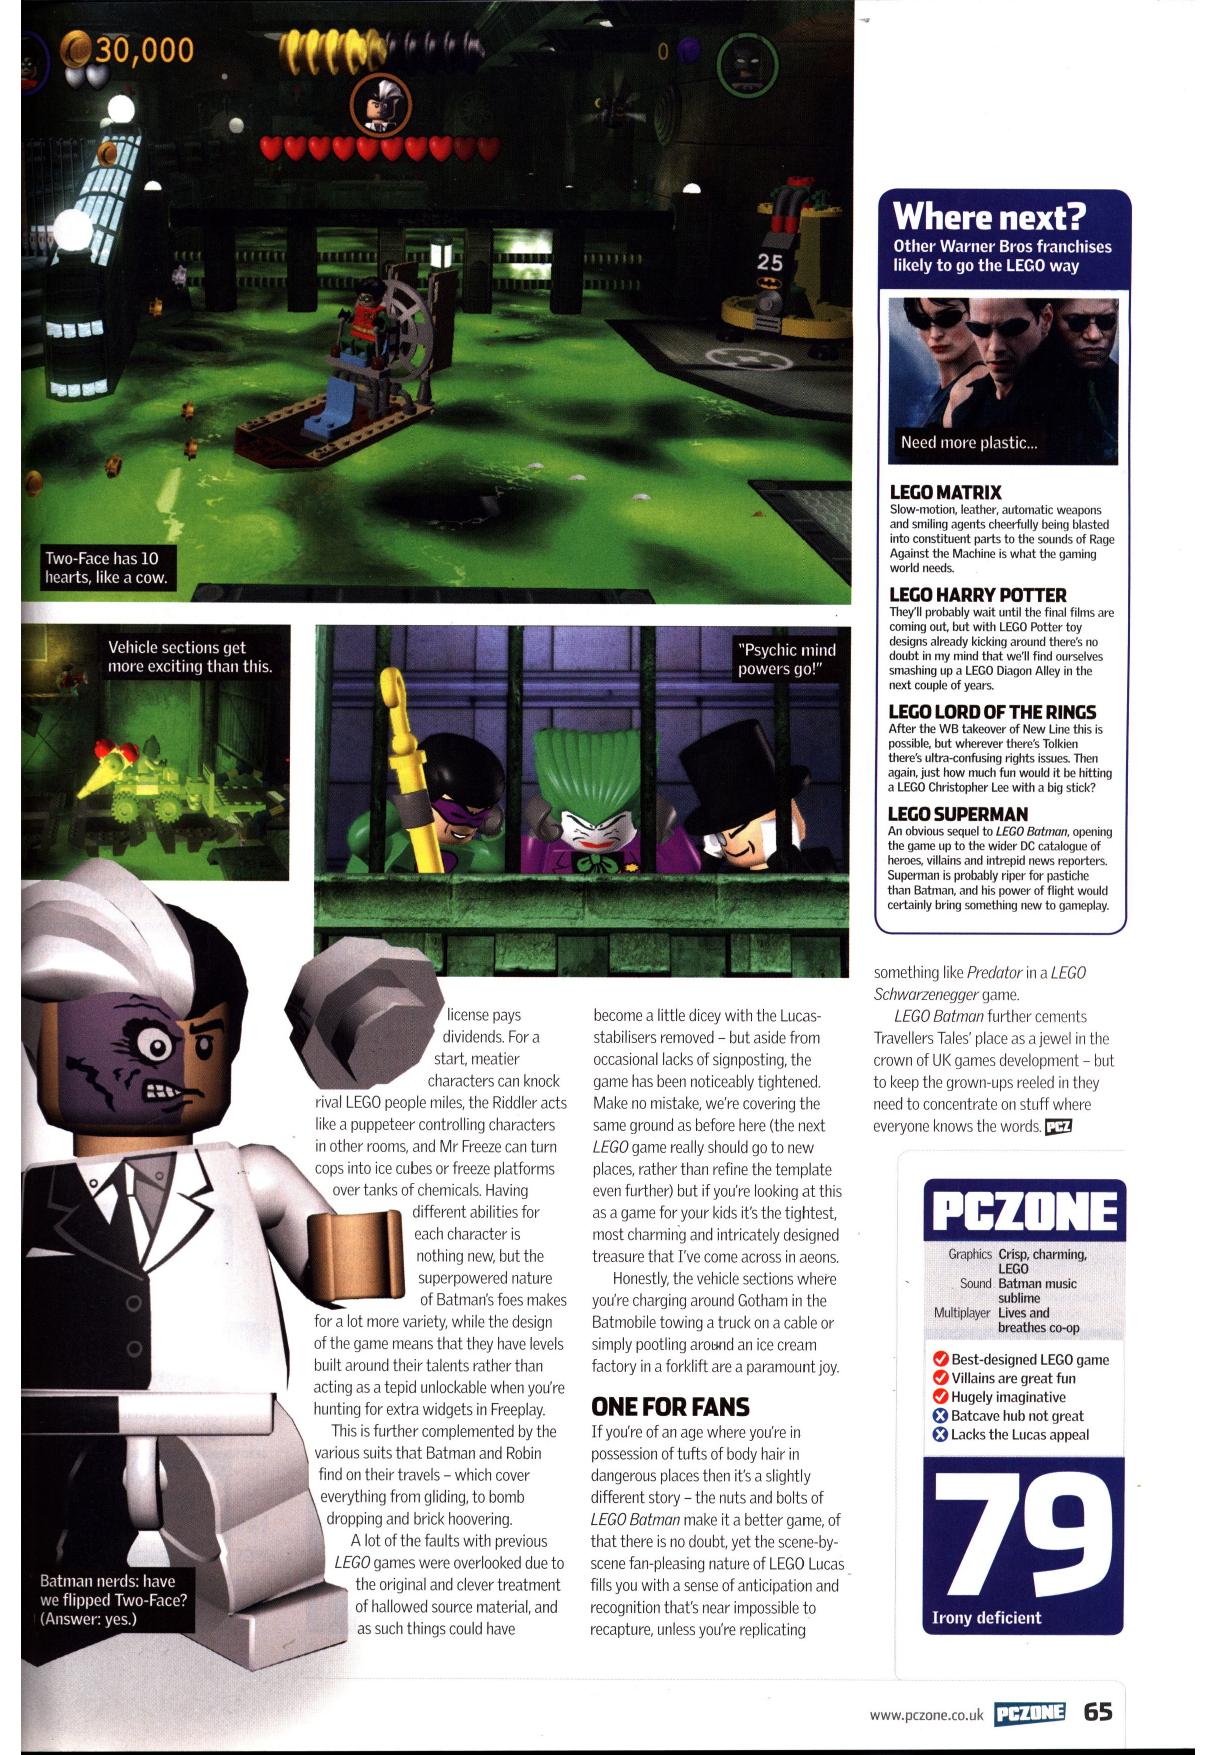 30,000
0
25
Two-Face has 10
hearts, like a cow.
Vehicle sections get
more exciting than this.
"Psychic mind
powers go!"
Batman nerds: have
we flipped Two-Face?
(Answer: yes.)
license pays
dividends. For a
start, meatier
characters can knock
rival LEGO people miles, the Riddler acts
like a puppeteer controlling characters
in other rooms, and Mr Freeze can turn
cops into ice cubes or freeze platforms
over tanks of chemicals. Having
different abilities for
each character is
nothing new, but the
superpowered nature
of Batman's foes makes
for a lot more variety, while the design
of the game means that they have levels
built around their talents rather than
acting as a tepid unlockable when you're
hunting for extra widgets in Freeplay.
This is further complemented by the
various suits that Batman and Robin
find on their travels – which cover
everything from gliding, to bomb
dropping and brick hoovering.
A lot of the faults with previous
LEGO games were overlooked due to
the original and clever treatment
of hallowed source material, and
as such things could have
become a little dicey with the Lucas-
stabilisers removed – but aside from
occasional lacks of signposting, the
game has been noticeably tightened.
Make no mistake, we're covering the
same ground as before here (the next
LEGO game really should go to new
places, rather than refine the template
even further) but if you're looking at this
as a game for your kids it's the tightest,
most charming and intricately designed
treasure that I've come across in aeons.
Honestly, the vehicle sections where
you're charging around Gotham in the
Batmobile towing a truck on a cable or
simply pootling around an ice cream
factory in a forklift are a paramount joy.
ONE FOR FANS
If you're of an age where you're in
possession of tufts of body hair in
dangerous places then it's a slightly
different story – the nuts and bolts of
LEGO Batman make it a better game, of
that there is no doubt, yet the scene-by-
scene fan-pleasing nature of LEGO Lucas
fills you with a sense of anticipation and
recognition that's near impossible to
recapture, unless you're replicating
something like Predator in a LEGO
Schwarzenegger game.
LEGO Batman further cements
Travellers Tales' place as a jewel in the
crown of UK games development – but
to keep the grown-ups reeled in they
need to concentrate on stuff where
everyone knows the words. PCZ
Where next?
Other Warner Bros franchises
likely to go the LEGO way
Need more plastic...
LEGO MATRIX
Slow-motion, leather, automatic weapons
and smiling agents cheerfully being blasted
into constituent parts to the sounds of Rage
Against the Machine is what the gaming
world needs.
LEGO HARRY POTTER
They'll probably wait until the final films are
coming out, but with LEGO Potter toy
designs already kicking around there's no
doubt in my mind that we'll find ourselves
smashing up a LEGO Diagon Alley in the
next couple of years.
LEGO LORD OF THE RINGS
After the WB takeover of New Line this is
possible, but wherever there's Tolkien
there's ultra-confusing rights issues. Then
again, just how much fun would it be hitting
a LEGO Christopher Lee with a big stick?
LEGO SUPERMAN
An obvious sequel to LEGO Batman, opening
the game up to the wider DC catalogue of
heroes, villains and intrepid news reporters.
Superman is probably riper for pastiche
than Batman, and his power of flight would
certainly bring something new to gameplay.
PCZONE
Graphics Crisp, charming,
LEGO
Sound Batman music
sublime
Multiplayer Lives and
breathes co-op
Best-designed LEGO game
Villains are great fun
Hugely imaginative
Batcave hub not great
Lacks the Lucas appeal
79
Irony deficient
www.pczone.co.uk PCZONE 65